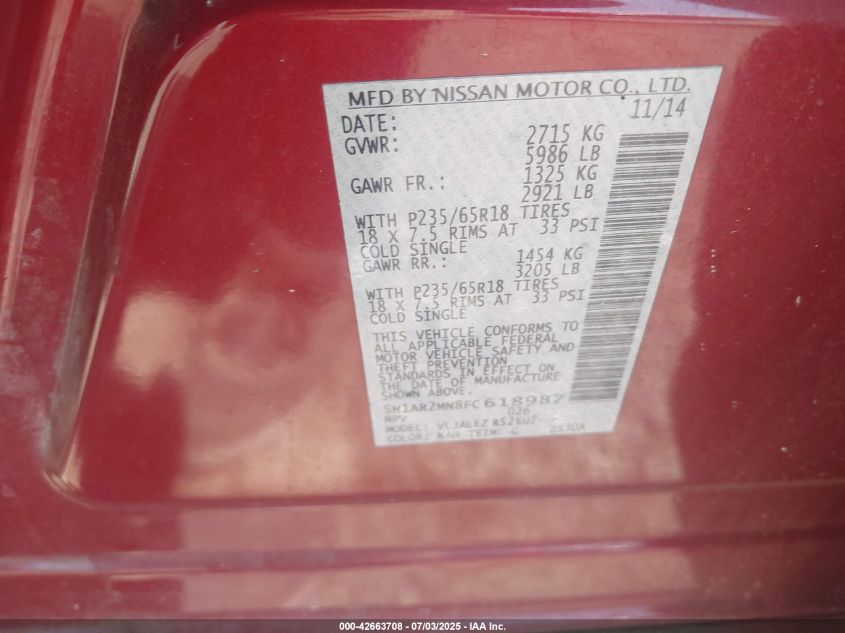 MFD BY NISSAN MOTOR CO., LTD.
DATE: 11/14
GVWR: 2715 KG
5986 LB
GAWR FR.: 1325 KG
2921 LB
WITH P235/65R18 TIRES
18 X 7.5 RIMS AT 33 PSI
COLD SINGLE
GAWR RR.: 1454 KG
3205 LB
WITH P235/65R18 TIRES
18 X 7.5 RIMS AT 33 PSI
COLD SINGLE
THIS VEHICLE CONFORMS TO
ALL APPLICABLE FEDERAL
MOTOR VEHICLE SAFETY AND
THEFT PREVENTION
STANDARDS IN EFFECT ON
THE DATE OF MANUFACTURE
SHOWN ABOVE.
5N1AR2MN8FC618987
MPV 026
MODEL:
COLOR: NAH TRIM: G
000-42663708 - 07/03/2025 - IAA Inc.